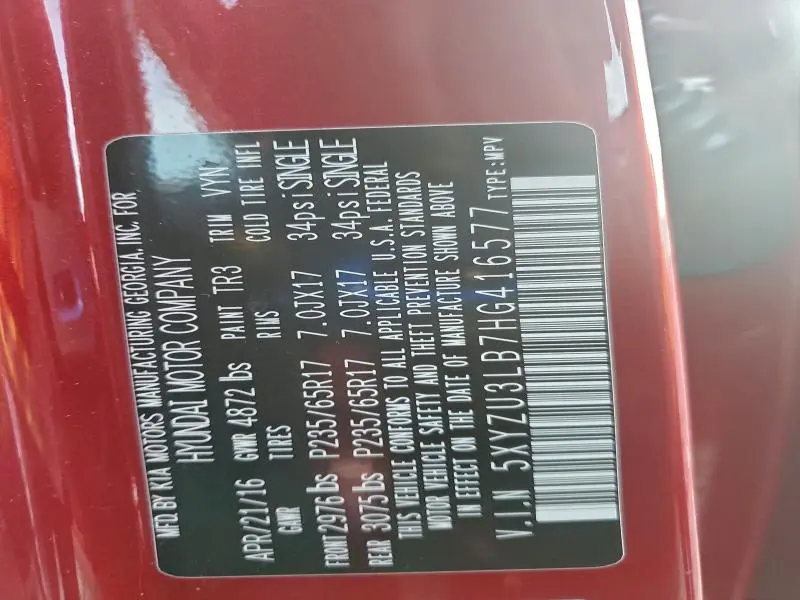 MFD BY KIA MOTORS MANUFACTURING GEORGIA, INC. FOR
HYUNDAI MOTOR COMPANY
APR/21/16 GVWR 4872 lbs PAINT TR3 TRIM VYN
GAWR TIRES RIMS COLD TIRE INFL
FRONT 2976 lbs P235/65R17 7.0JX17 34psi SINGLE
REAR 3075 lbs P235/65R17 7.0JX17 34psi SINGLE
THIS VEHICLE CONFORMS TO ALL APPLICABLE U.S.A. FEDERAL
MOTOR VEHICLE SAFETY AND THEFT PREVENTION STANDARDS
IN EFFECT ON THE DATE OF MANUFACTURE SHOWN ABOVE
V.I.N 5XYZU3LB7HG416577 TYPE:MPV